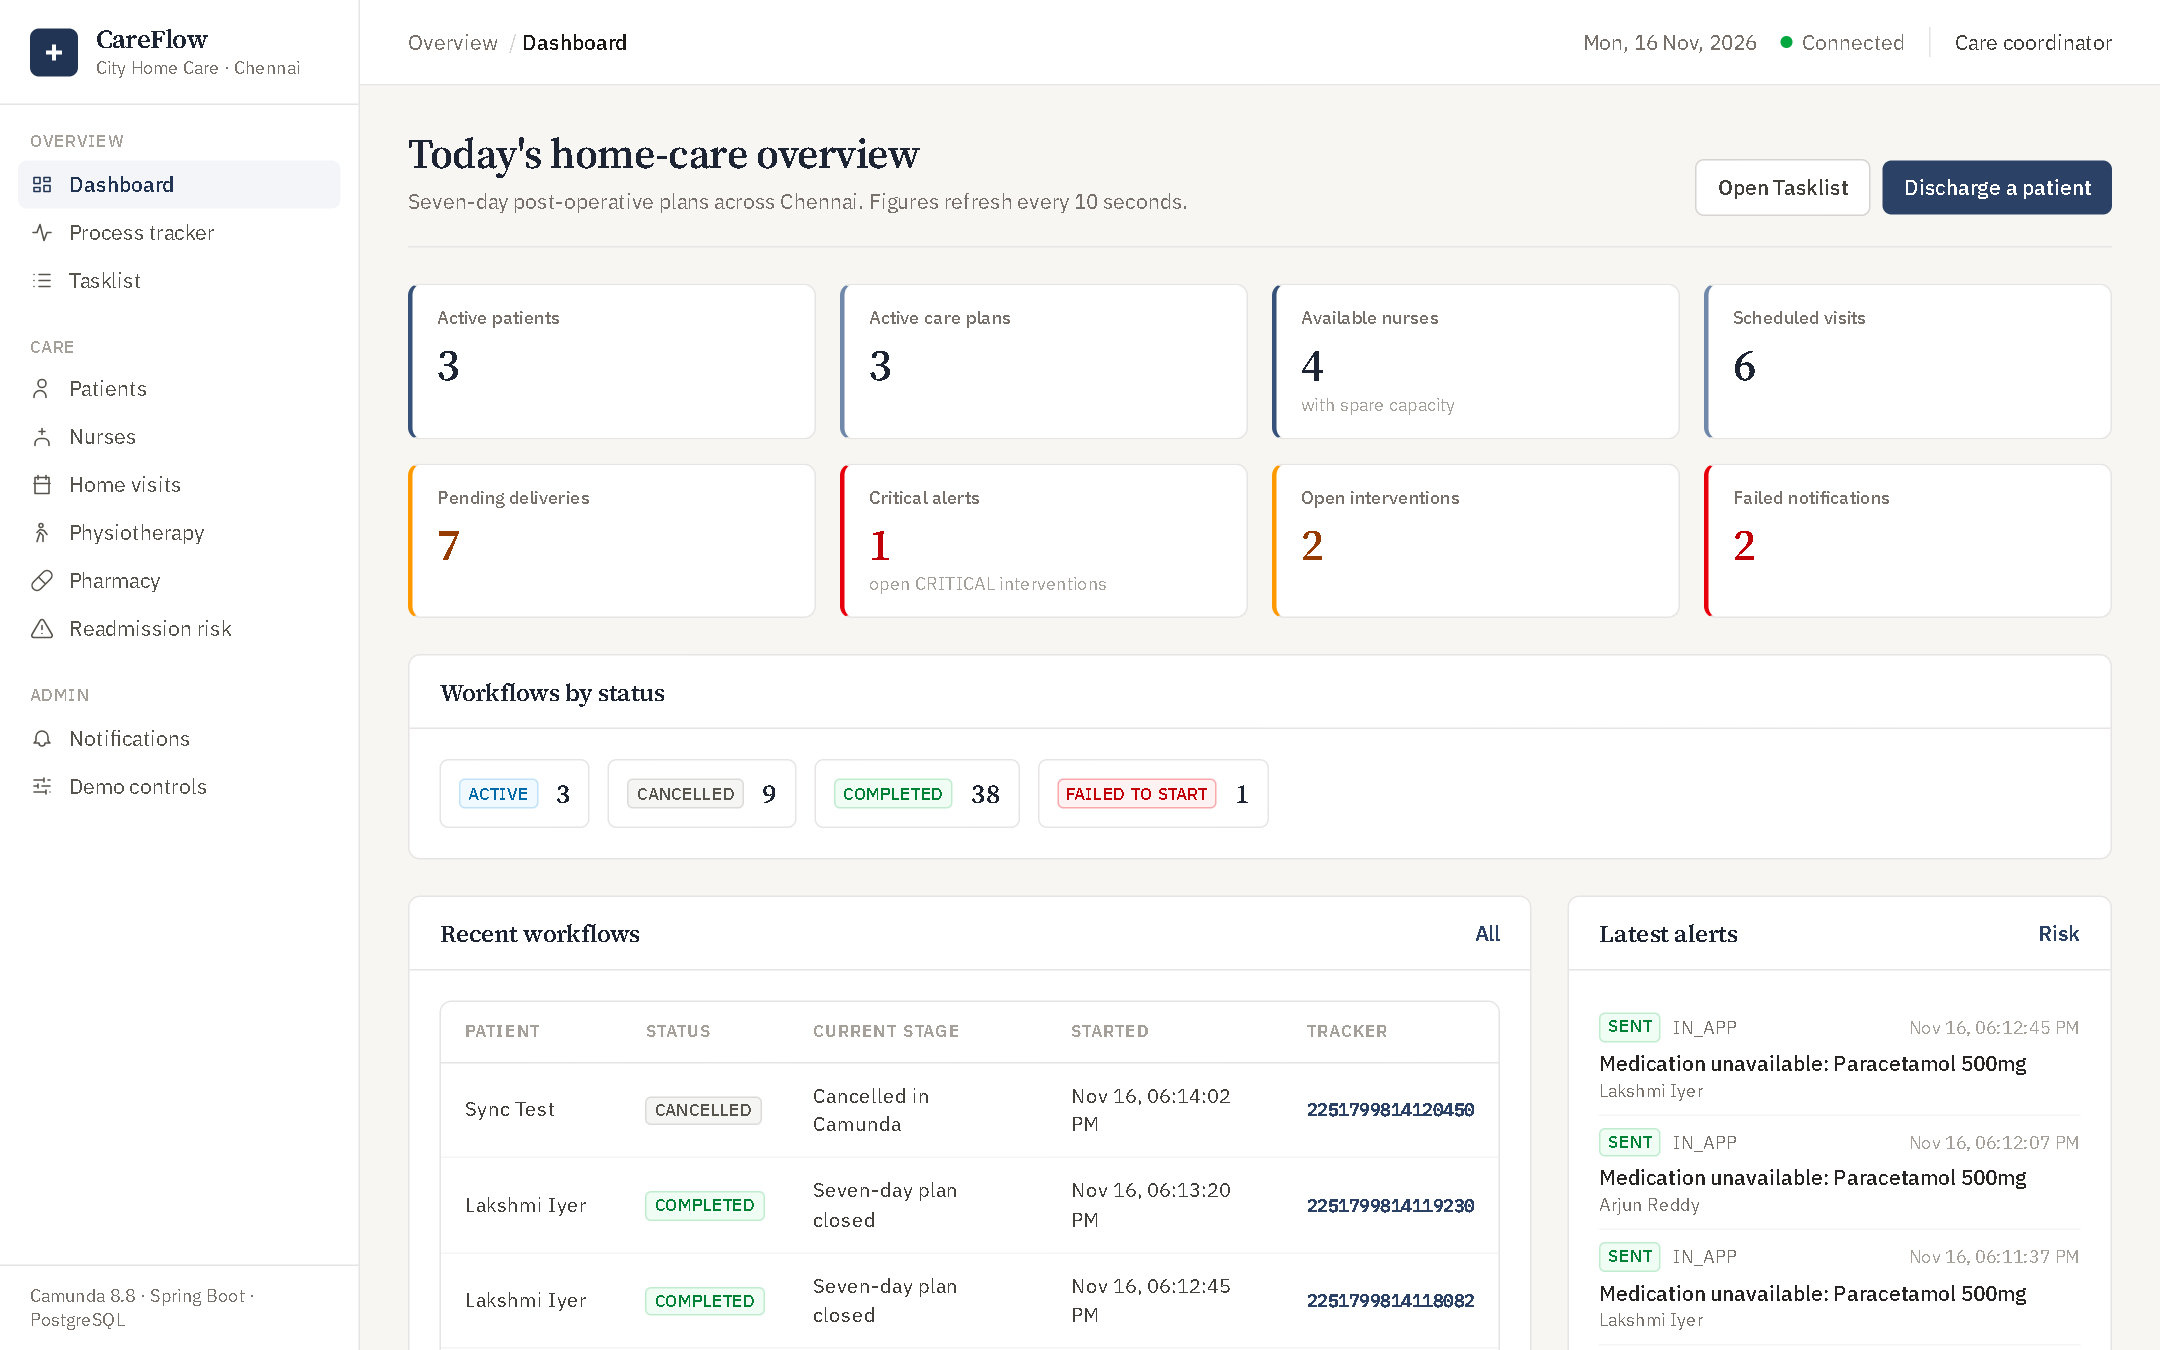 CareFlow
City Home Care · Chennai
OVERVIEW
Dashboard
Process tracker
Tasklist
CARE
Patients
Nurses
Home visits
Physiotherapy
Pharmacy
Readmission risk
ADMIN
Notifications
Demo controls
Camunda 8.8 · Spring Boot ·
PostgreSQL
Overview / Dashboard
Mon, 16 Nov, 2026
Connected
Care coordinator
Today's home-care overview
Seven-day post-operative plans across Chennai. Figures refresh every 10 seconds.
Open Tasklist
Discharge a patient
Active patients
3
Active care plans
3
Available nurses
4
with spare capacity
Scheduled visits
6
Pending deliveries
7
Critical alerts
1
open CRITICAL interventions
Open interventions
2
Failed notifications
2
Workflows by status
ACTIVE 3
CANCELLED 9
COMPLETED 38
FAILED TO START 1
Recent workflows
All
PATIENT STATUS CURRENT STAGE STARTED TRACKER
Sync Test CANCELLED Cancelled in Camunda Nov 16, 06:14:02 PM 2251799814120450
Lakshmi Iyer COMPLETED Seven-day plan closed Nov 16, 06:13:20 PM 2251799814119230
Lakshmi Iyer COMPLETED Seven-day plan closed Nov 16, 06:12:45 PM 2251799814118082
Latest alerts
Risk
SENT IN_APP Nov 16, 06:12:45 PM
Medication unavailable: Paracetamol 500mg
Lakshmi Iyer
SENT IN_APP Nov 16, 06:12:07 PM
Medication unavailable: Paracetamol 500mg
Arjun Reddy
SENT IN_APP Nov 16, 06:11:37 PM
Medication unavailable: Paracetamol 500mg
Lakshmi Iyer